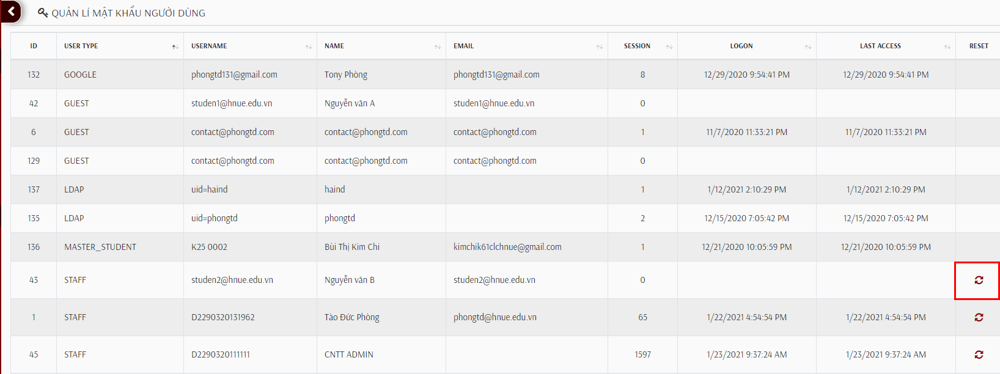 QUẢN LÍ MẬT KHẨU NGƯỜI DÙNG
ID USER TYPE USERNAME NAME EMAIL SESSION LOGON LAST ACCESS RESET
132 GOOGLE phongtd131@gmail.com Tony Phòng phongtd131@gmail.com 8 12/29/2020 9:54:41 PM 12/29/2020 9:54:41 PM
42 GUEST studen1@hnue.edu.vn Nguyễn văn A studen1@hnue.edu.vn 0
6 GUEST contact@phongtd.com contact@phongtd.com contact@phongtd.com 1 11/7/2020 11:33:21 PM 11/7/2020 11:33:21 PM
129 GUEST contact@phongtd.com contact@phongtd.com contact@phongtd.com 0
137 LDAP uid=haind haind 1 1/12/2021 2:10:29 PM 1/12/2021 2:10:29 PM
135 LDAP uid=phongtd phongtd 2 12/15/2020 7:05:42 PM 12/15/2020 7:05:42 PM
136 MASTER_STUDENT K25 0002 Bùi Thị Kim Chi kimchik61clchnue@gmail.com 1 12/21/2020 10:05:59 PM 12/21/2020 10:05:59 PM
43 STAFF studen2@hnue.edu.vn Nguyễn văn B studen2@hnue.edu.vn 0
1 STAFF D2290320131962 Tào Đức Phòng phongtd@hnue.edu.vn 65 1/22/2021 4:54:54 PM 1/22/2021 4:54:54 PM
45 STAFF D2290320111111 CNTT ADMIN 1597 1/23/2021 9:37:24 AM 1/23/2021 9:37:24 AM